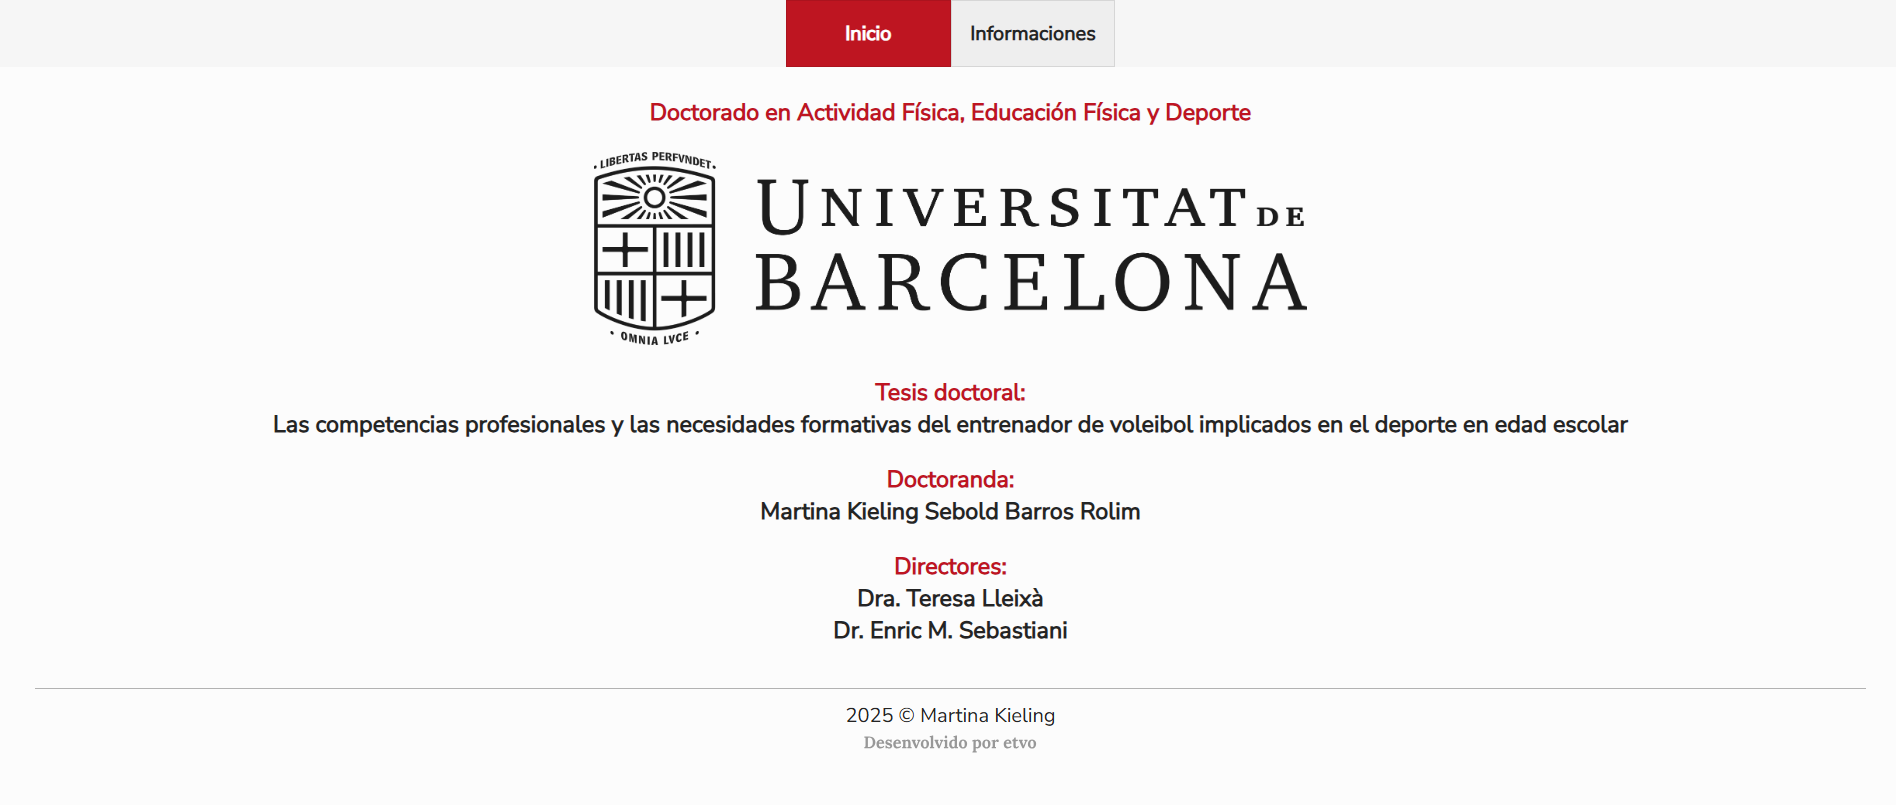 Inicio
Informaciones
Doctorado en Actividad Física, Educación Física y Deporte
· LIBERTAS PERFVNDET ·
UNIVERSITAT DE
BARCELONA
· OMNIA LVCE ·
Tesis doctoral:
Las competencias profesionales y las necesidades formativas del entrenador de voleibol implicados en el deporte en edad escolar
Doctoranda:
Martina Kieling Sebold Barros Rolim
Directores:
Dra. Teresa Lleixà
Dr. Enric M. Sebastiani
2025 © Martina Kieling
Desenvolvido por etvo